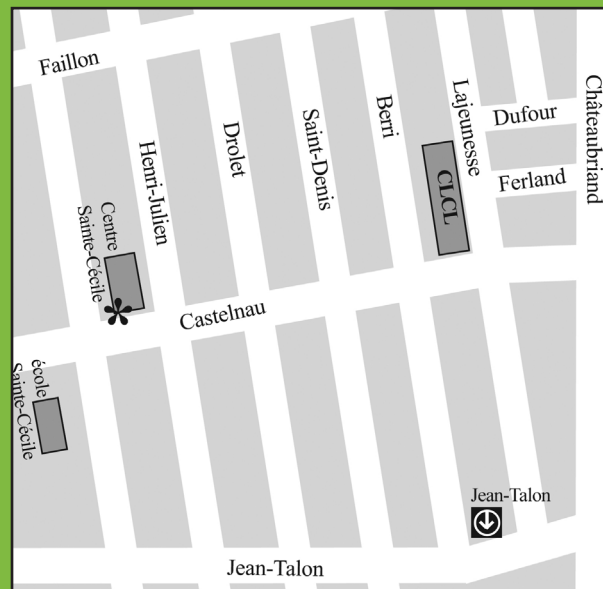 Faillon
Henri-Julien
Drolet
Saint-Denis
Berri
Lajeunesse
Dufour
Ferland
Châteaubriand
CLCL
Centre
Sainte-Cécile
Castelnau
école
Sainte-Cécile
Jean-Talon
Jean-Talon